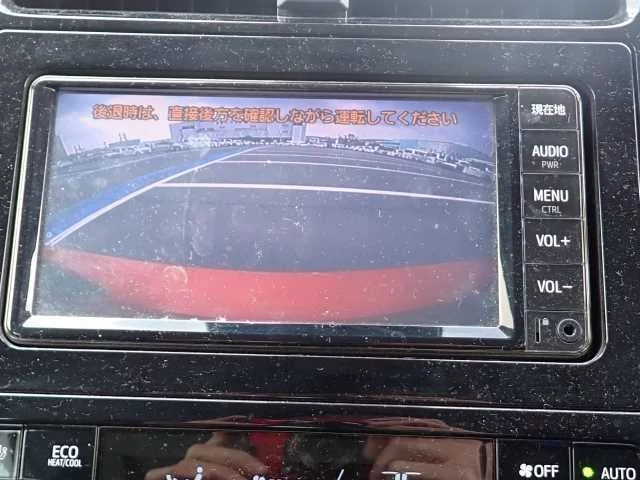 後退時は、直接後方を確認しながら運転してください
現在地
AUDIO
PWR
MENU
CTRL
VOL+
VOL−
ECO
HEAT/COOL
OFF
AUTO